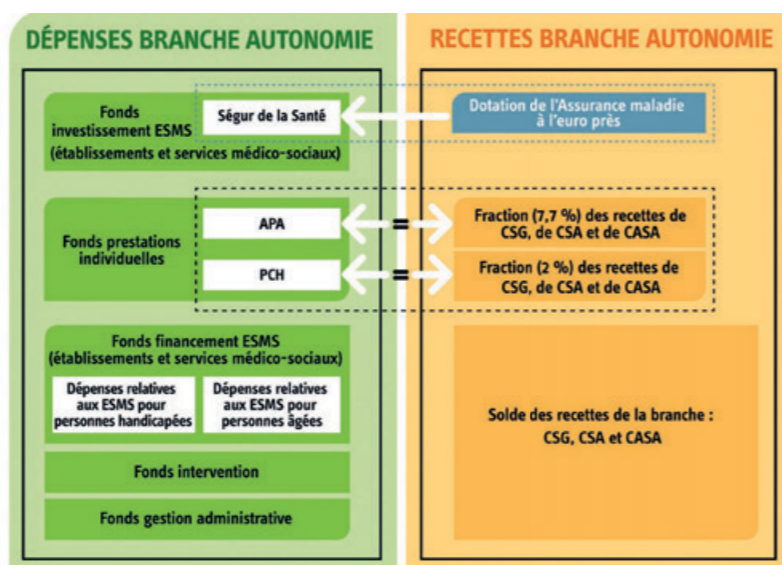 DÉPENSES BRANCHE AUTONOMIE
RECETTES BRANCHE AUTONOMIE
Fonds
investissement ESMS
(établissements et services médico-sociaux)
Ségur de la Santé
Dotation de l'Assurance maladie
à l'euro près
Fonds prestations
individuelles
APA
=
Fraction (7,7 %) des recettes de
CSG, de CSA et de CASA
PCH
=
Fraction (2 %) des recettes de
CSG, de CSA et de CASA
Fonds financement ESMS
(établissements et services médico-sociaux)
Dépenses relatives
aux ESMS pour
personnes handicapées
Dépenses relatives
aux ESMS pour
personnes âgées
Solde des recettes de la branche :
CSG, CSA et CASA
Fonds intervention
Fonds gestion administrative